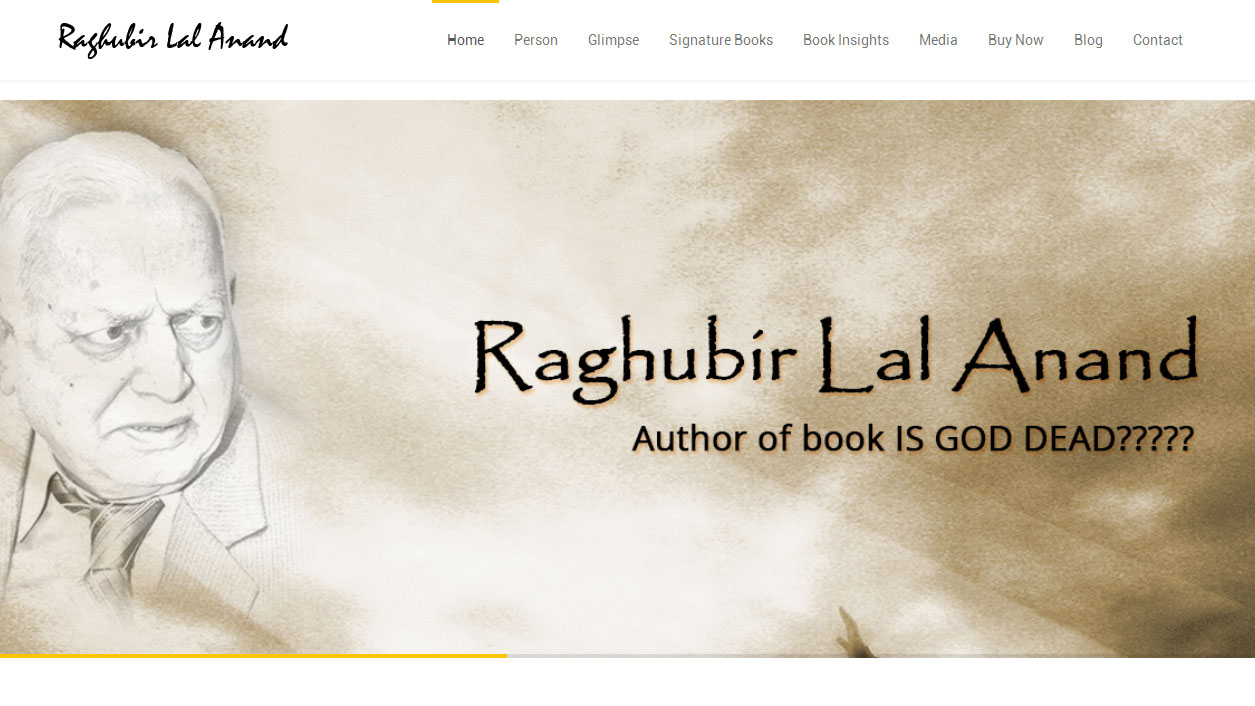 Raghubir Lal Anand
Home Person Glimpse Signature Books Book Insights Media Buy Now Blog Contact
Raghubir Lal Anand
Author of book IS GOD DEAD?????